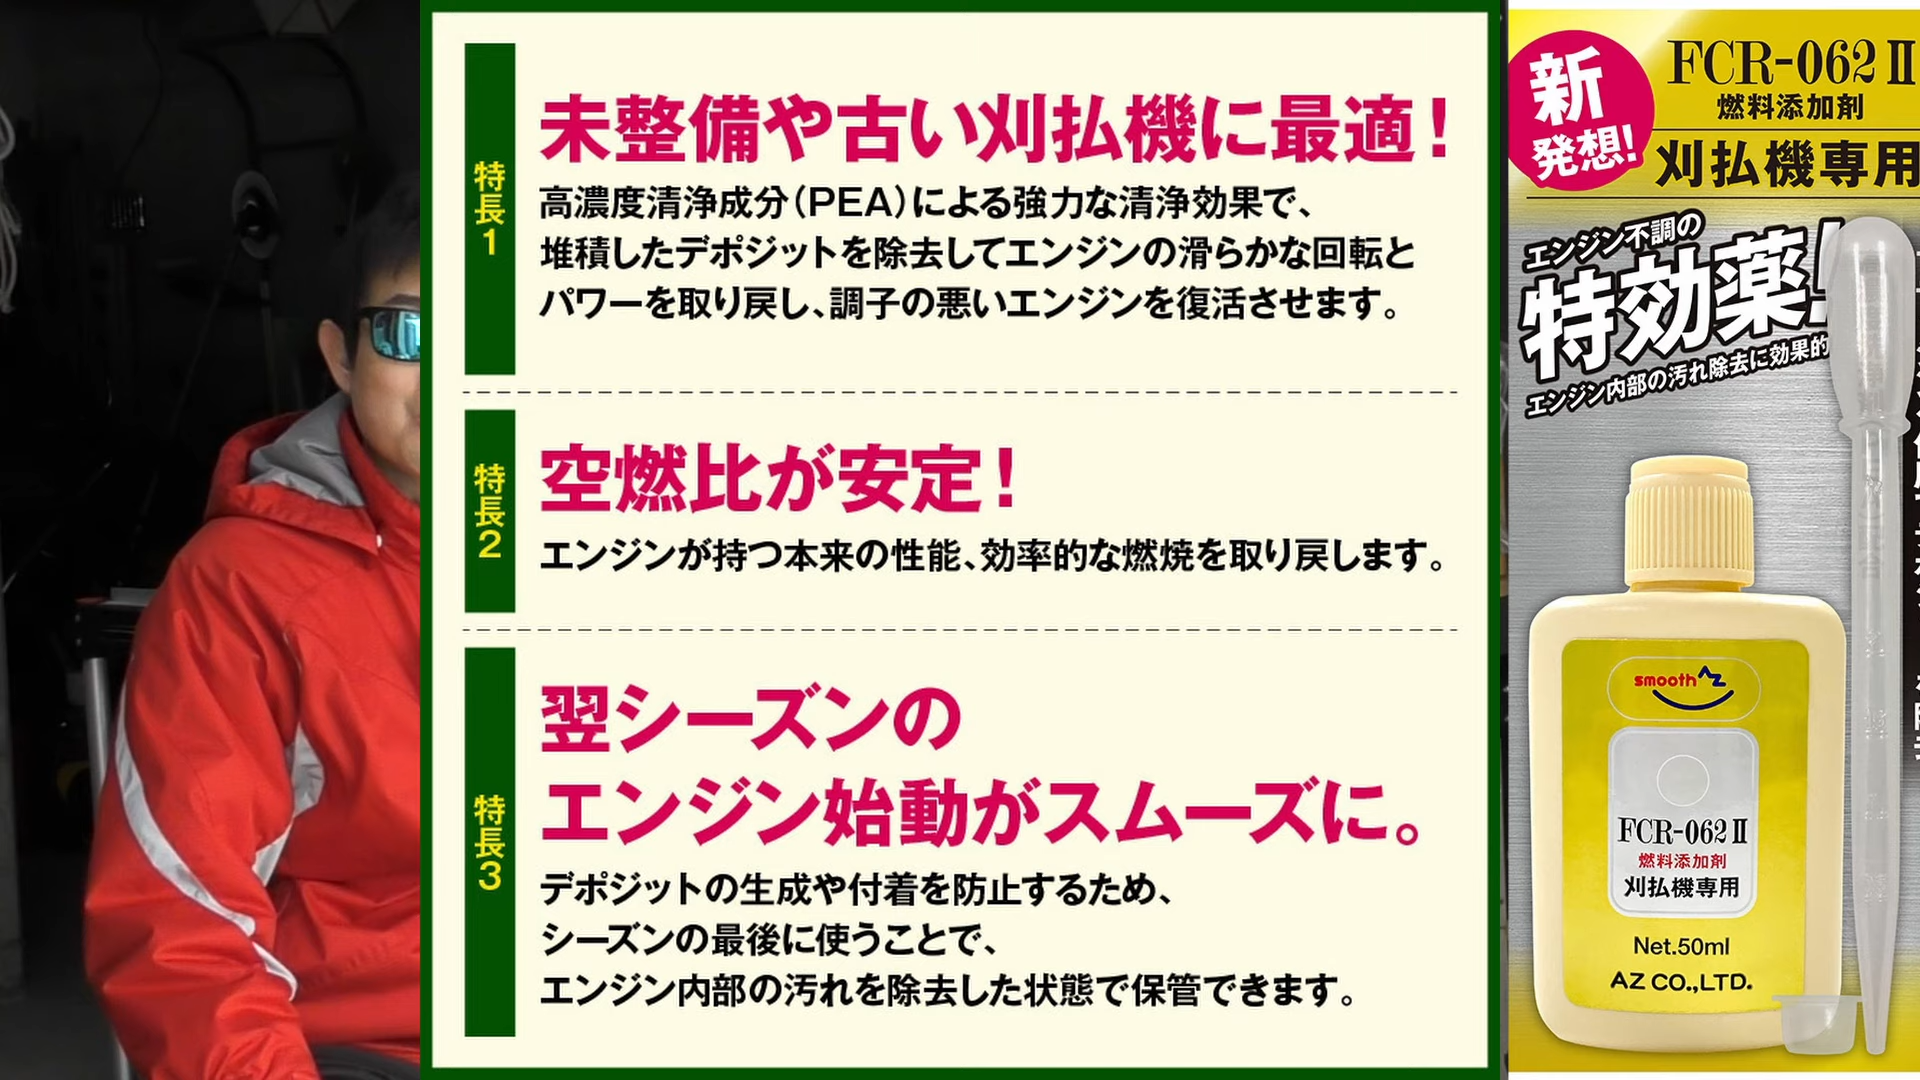 特長1
未整備や古い刈払機に最適！
高濃度清浄成分（PEA）による強力な清浄効果で、
堆積したデポジットを除去してエンジンの滑らかな回転と
パワーを取り戻し、調子の悪いエンジンを復活させます。
特長2
空燃比が安定！
エンジンが持つ本来の性能、効率的な燃焼を取り戻します。
特長3
翌シーズンの
エンジン始動がスムーズに。
デポジットの生成や付着を防止するため、
シーズンの最後に使うことで、
エンジン内部の汚れを除去した状態で保管できます。
新
発想!
FCR-062Ⅱ
燃料添加剤
刈払機専用
エンジン不調の
特効薬!
エンジン内部の汚れ除去に効果的
smooth AZ
FCR-062Ⅱ
燃料添加剤
刈払機専用
Net.50ml
AZ CO.,LTD.